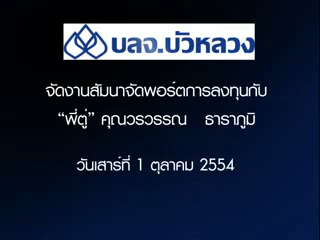 บลจ.บัวหลวง
จัดงานสัมนาจัดพอร์ตการลงทุนกับ
“พี่ตู่” คุณวรวรรณ ธาราภูมิ
วันเสาร์ที่ 1 ตุลาคม 2554